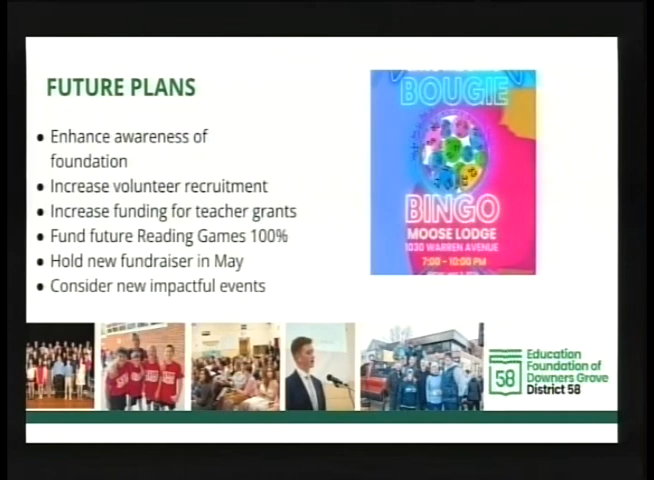 FUTURE PLANS
• Enhance awareness of
foundation
• Increase volunteer recruitment
• Increase funding for teacher grants
• Fund future Reading Games 100%
• Hold new fundraiser in May
• Consider new impactful events
BOUGIE
BINGO
MOOSE LODGE
1030 WARREN AVENUE
7:00 - 10:00 PM
58
Education
Foundation of
Downers Grove
District 58